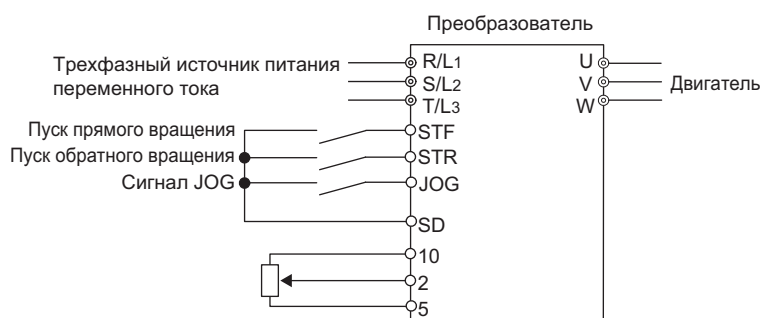 Преобразователь
Трехфазный источник питания
переменного тока
R/L1
S/L2
T/L3
U
V
W
Двигатель
Пуск прямого вращения
STF
Пуск обратного вращения
STR
Сигнал JOG
JOG
SD
10
2
5